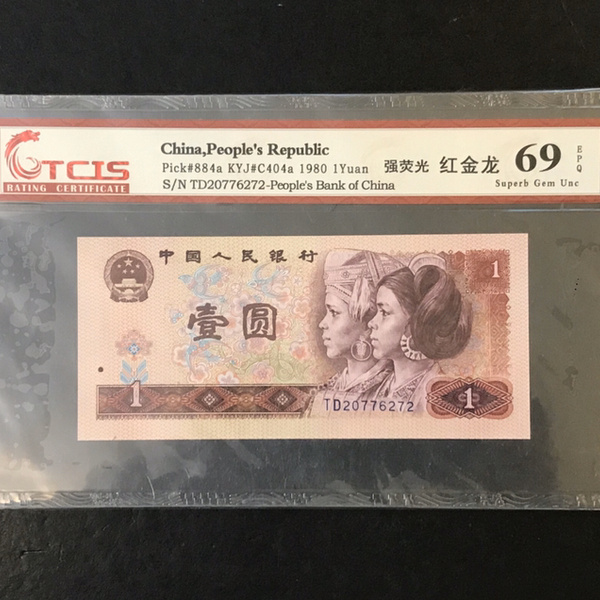 TCIS
RATING CERTIFICATE
China,People's Republic
Pick#884a KYJ#C404a 1980 1Yuan
S/N TD20776272-People's Bank of China
强荧光 红金龙
69
EPQ
Superb Gem Unc
中国人民银行
1
壹圆
1
TD20776272
1